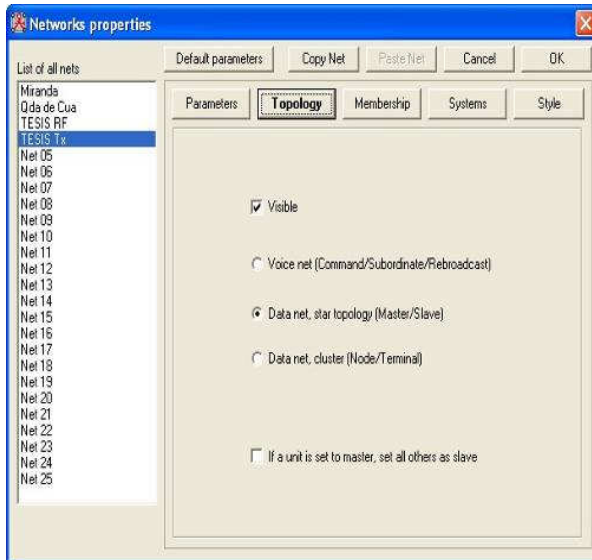 Networks properties
List of all nets
Default parameters Copy Net Paste Net Cancel OK
Parameters Topology Membership Systems Style
Miranda
Qda de Cua
TESIS RF
TESIS Tx
Net 05
Net 06
Net 07
Net 08
Net 09
Net 10
Net 11
Net 12
Net 13
Net 14
Net 15
Net 16
Net 17
Net 18
Net 19
Net 20
Net 21
Net 22
Net 23
Net 24
Net 25
Visible
Voice net (Command/Subordinate/Rebroadcast)
Data net, star topology (Master/Slave)
Data net, cluster (Node/Terminal)
If a unit is set to master, set all others as slave